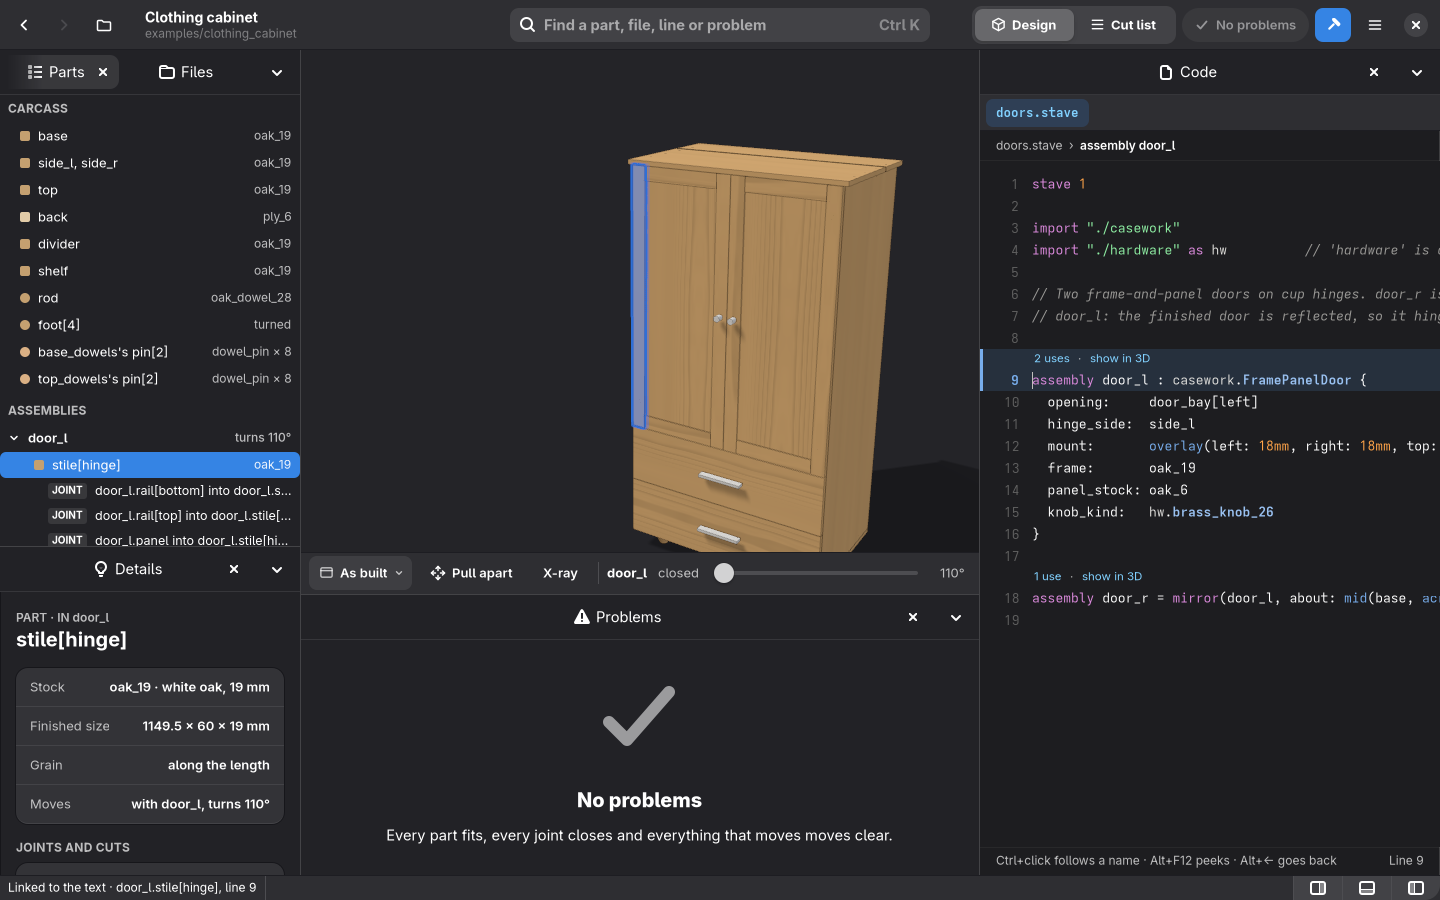 Clothing cabinet
examples/clothing_cabinet
Find a part, file, line or problem Ctrl K
Design
Cut list
No problems
Parts
Files
CARCASS
base oak_19
side_l, side_r oak_19
top oak_19
back ply_6
divider oak_19
shelf oak_19
rod oak_dowel_28
foot[4] turned
base_dowels's pin[2] dowel_pin × 8
top_dowels's pin[2] dowel_pin × 8
ASSEMBLIES
door_l turns 110°
stile[hinge] oak_19
JOINT door_l.rail[bottom] into door_l.s...
JOINT door_l.rail[top] into door_l.stile[...
JOINT door_l.panel into door_l.stile[hi...
Details
PART · IN door_l
stile[hinge]
Stock oak_19 · white oak, 19 mm
Finished size 1149.5 × 60 × 19 mm
Grain along the length
Moves with door_l, turns 110°
JOINTS AND CUTS
As built
Pull apart
X-ray
door_l closed 110°
Problems
No problems
Every part fits, every joint closes and everything that moves moves clear.
Code
doors.stave
doors.stave › assembly door_l
1 stave 1
2
3 import "./casework"
4 import "./hardware" as hw // 'hardware' is
5
6 // Two frame-and-panel doors on cup hinges. door_r is
7 // door_l: the finished door is reflected, so it hing
8
2 uses · show in 3D
9 assembly door_l : casework.FramePanelDoor {
10 opening: door_bay[left]
11 hinge_side: side_l
12 mount: overlay(left: 18mm, right: 18mm, top:
13 frame: oak_19
14 panel_stock: oak_6
15 knob_kind: hw.brass_knob_26
16 }
17
1 use · show in 3D
18 assembly door_r = mirror(door_l, about: mid(base, acr
19
Ctrl+click follows a name · Alt+F12 peeks · Alt+← goes back Line 9
Linked to the text · door_l.stile[hinge], line 9